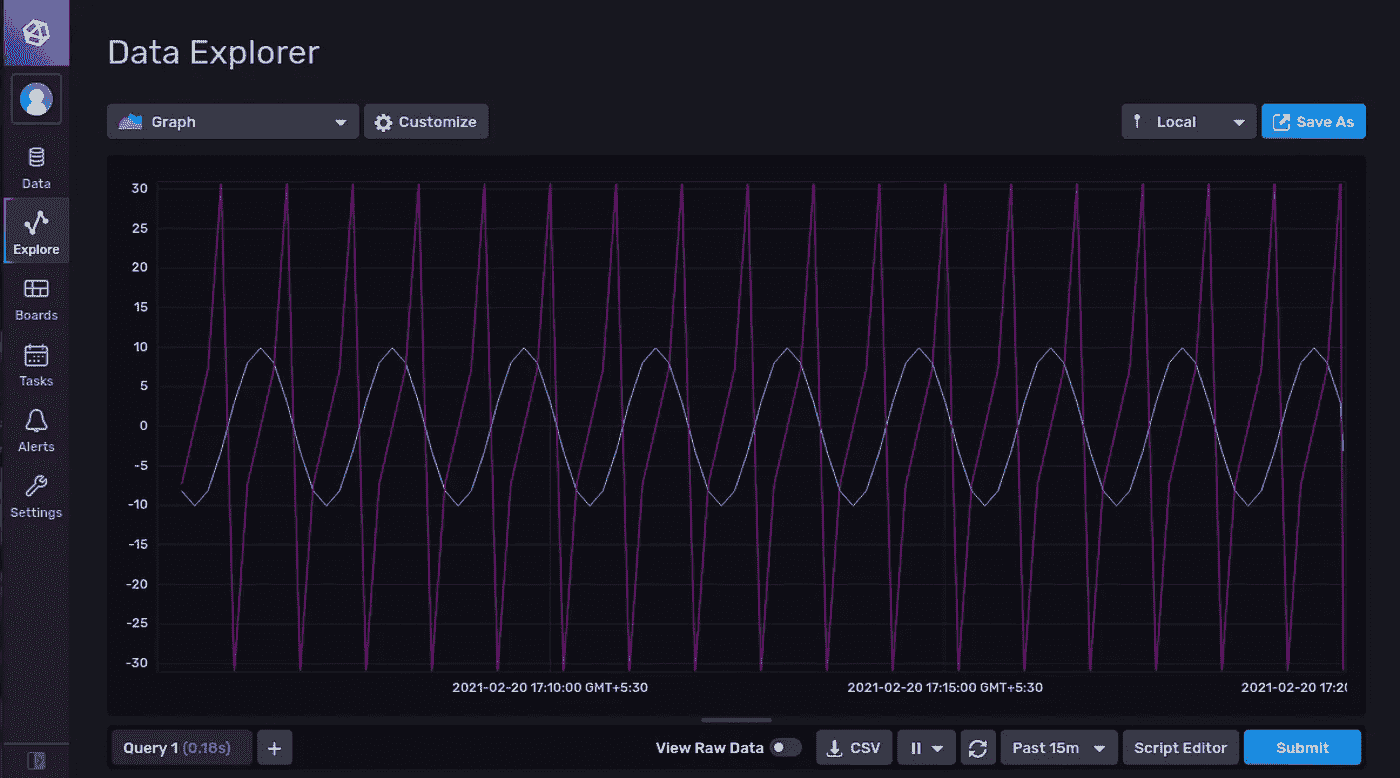 Data Explorer
Graph
Customize
Local
Save As
Data
Explore
Boards
Tasks
Alerts
Settings
30
25
20
15
10
5
0
-5
-10
-15
-20
-25
-30
2021-02-20 17:10:00 GMT+5:30
2021-02-20 17:15:00 GMT+5:30
2021-02-20 17:20
Query 1 (0.18s)
+
View Raw Data
CSV
Past 15m
Script Editor
Submit